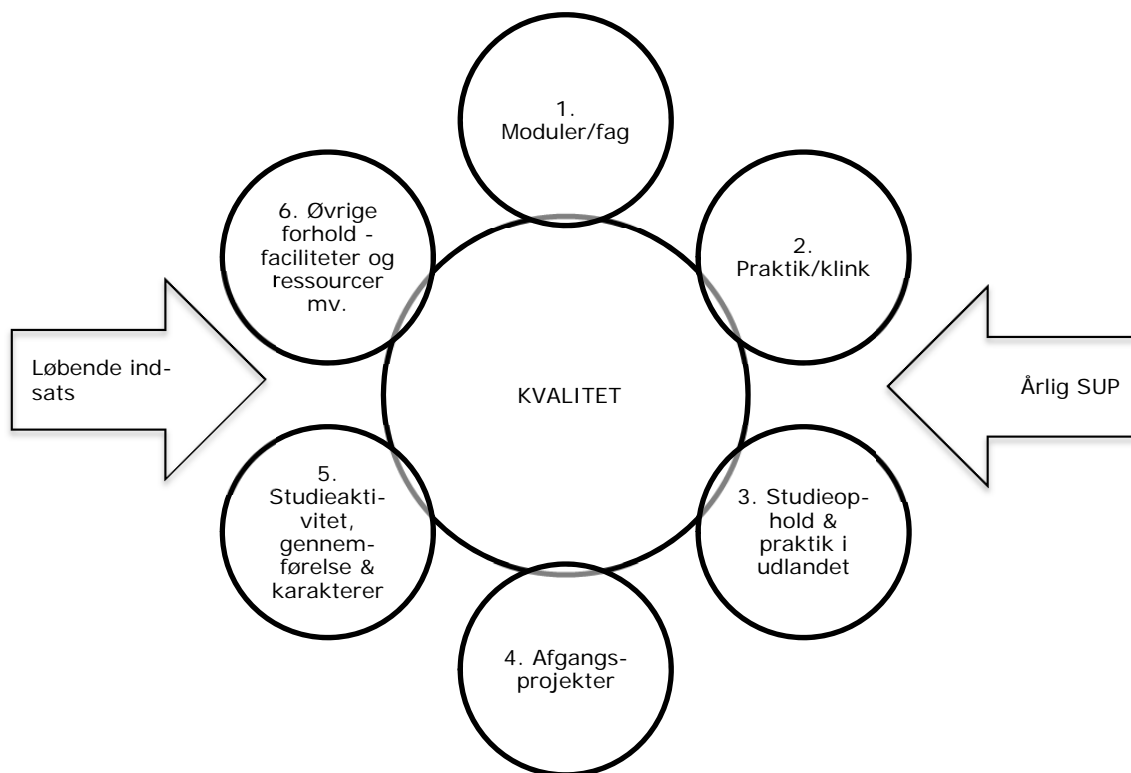 1.
Moduler/fag
2.
Praktik/klink
3. Studieop-
hold &
praktik i
udlandet
4. Afgangs-
projekter
5.
Studieakti-
vitet,
gennem-
førelse &
karakterer
6. Øvrige
forhold -
faciliteter og
ressourcer
mv.
KVALITET
Løbende ind-
sats
Årlig SUP